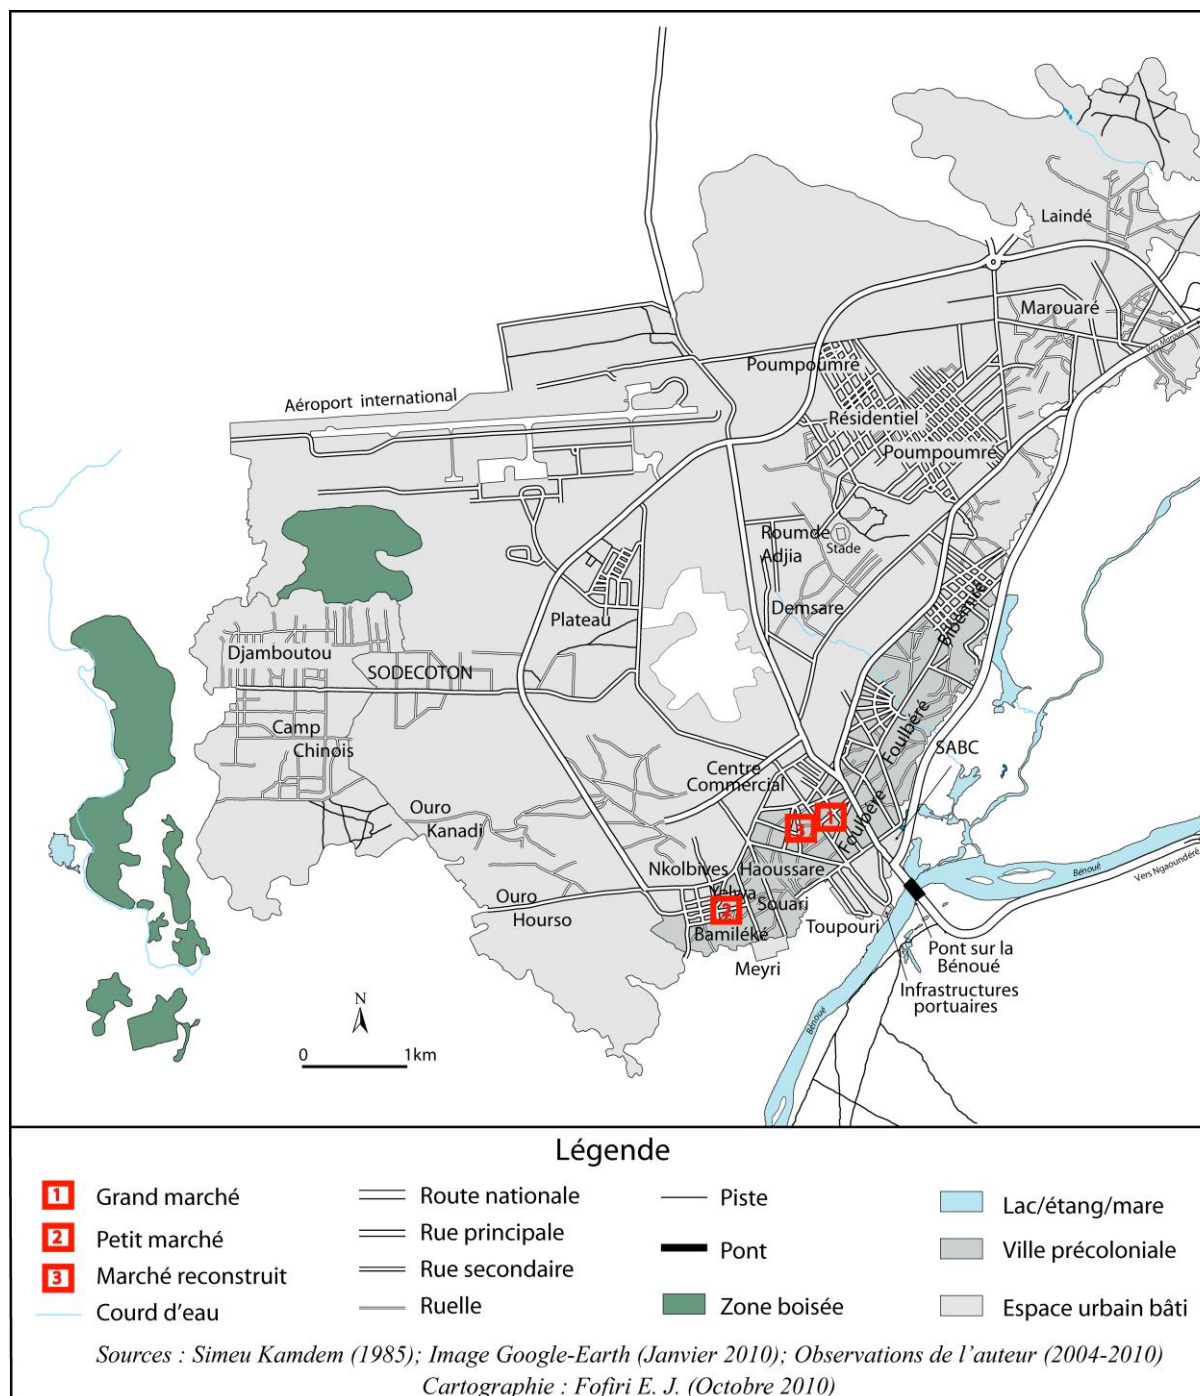 Laindé
Marouaré
Vers Maroua
Poumpoumré
Aéroport international
Résidentiel
Poumpoumré
Roumde
Adjia
Stade
Demsare
Bibemiré
Plateau
Djamboutou
SODECOTON
Foulbéré
Camp
Chinois
SABC
Centre
Commercial
Ouro
Kanadi
1
3
Foulbéré
Nkolbives
Haoussare
Bénoué
Vers Ngaoundéré
Yelwa
Souari
Ouro
Hourso
2
Bamiléké
Toupouri
Meyri
Pont sur la
Bénoué
Infrastructures
portuaires
Bénoué
N
0 1km
Légende
1 Grand marché
2 Petit marché
3 Marché reconstruit
Courd d'eau
Route nationale
Rue principale
Rue secondaire
Ruelle
Piste
Pont
Zone boisée
Lac/étang/mare
Ville précoloniale
Espace urbain bâti
Sources : Simeu Kamdem (1985); Image Google-Earth (Janvier 2010); Observations de l'auteur (2004-2010)
Cartographie : Fofiri E. J. (Octobre 2010)